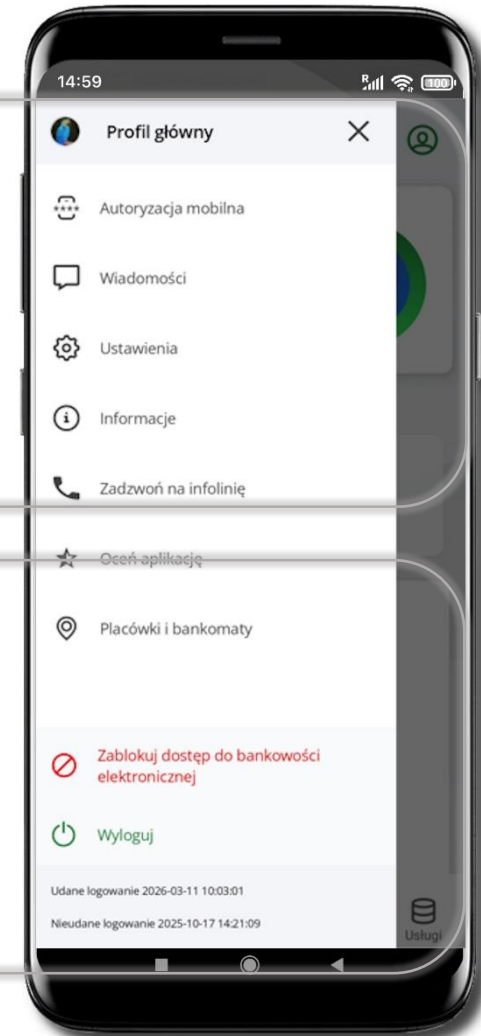 14:59
R
100
Profil główny
Autoryzacja mobilna
Wiadomości
Ustawienia
Informacje
Zadzwoń na infolinię
Oceń aplikację
Placówki i bankomaty
Zablokuj dostęp do bankowości
elektronicznej
Wyloguj
Udane logowanie 2026-03-11 10:03:01
Nieudane logowanie 2025-10-17 14:21:09
Usługi